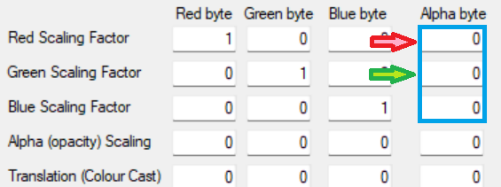 Red byte Green byte Blue byte Alpha byte
Red Scaling Factor 1 0 0
Green Scaling Factor 0 1 0
Blue Scaling Factor 0 0 1 0
Alpha (opacity) Scaling 0 0 0 0
Translation (Colour Cast) 0 0 0 0